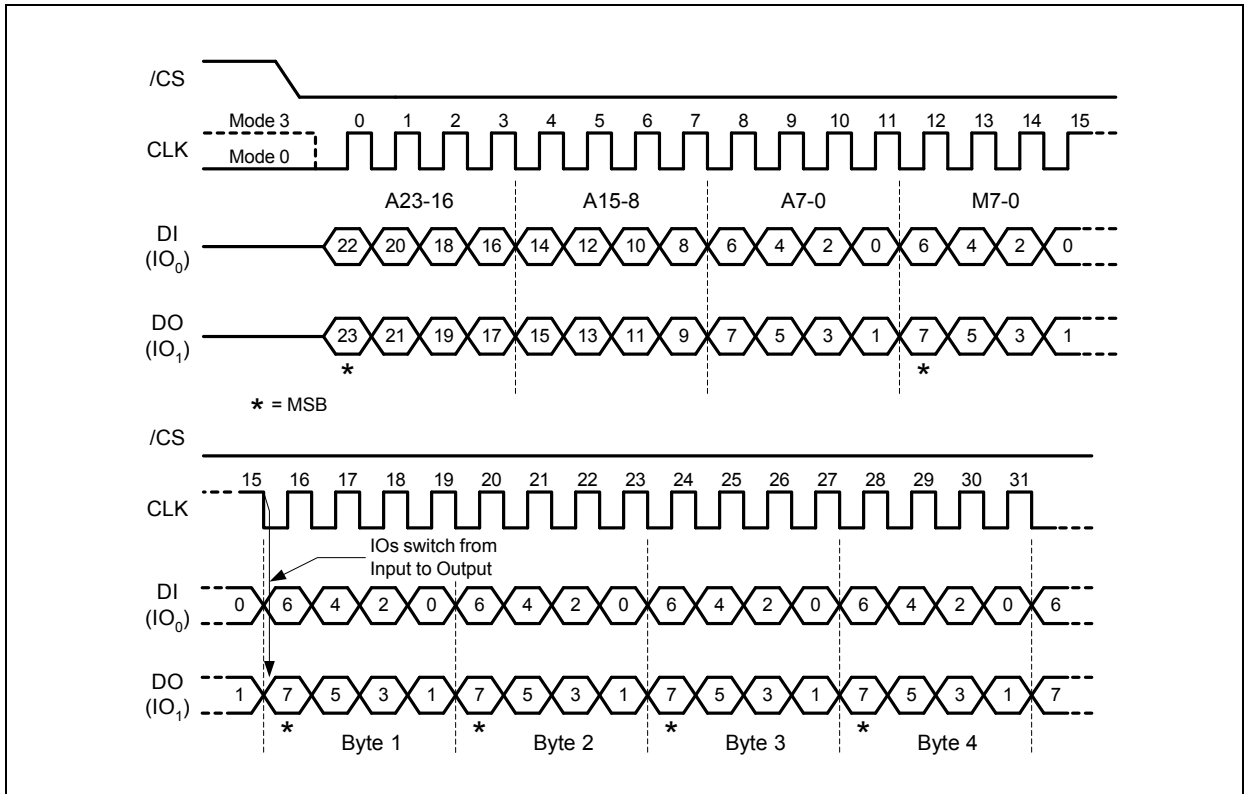 /CS
Mode 3 0 1 2 3 4 5 6 7 8 9 10 11 12 13 14 15
CLK
Mode 0
A23-16 A15-8 A7-0 M7-0
DI
(IO0) 22 20 18 16 14 12 10 8 6 4 2 0 6 4 2 0
DO
(IO1) 23 21 19 17 15 13 11 9 7 5 3 1 7 5 3 1
* *
* = MSB
/CS
15 16 17 18 19 20 21 22 23 24 25 26 27 28 29 30 31
CLK
IOs switch from
Input to Output
DI
(IO0) 0 6 4 2 0 6 4 2 0 6 4 2 0 6 4 2 0 6
DO
(IO1) 1 7 5 3 1 7 5 3 1 7 5 3 1 7 5 3 1 7
* * * *
Byte 1 Byte 2 Byte 3 Byte 4